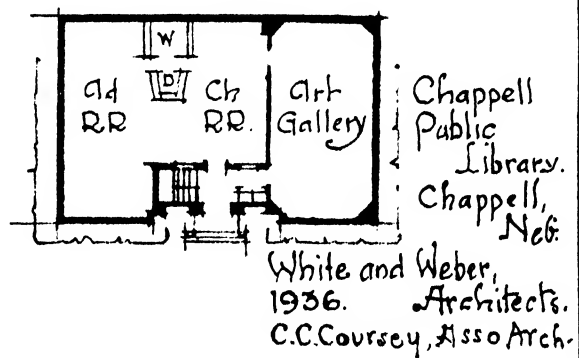 W
D
Ad
RR
Ch
RR.
Art
Gallery
Chappell
Public
Library.
Chappell,
Neb.
White and Weber,
1936. Architects.
C.C.Coursey, Asso Arch.